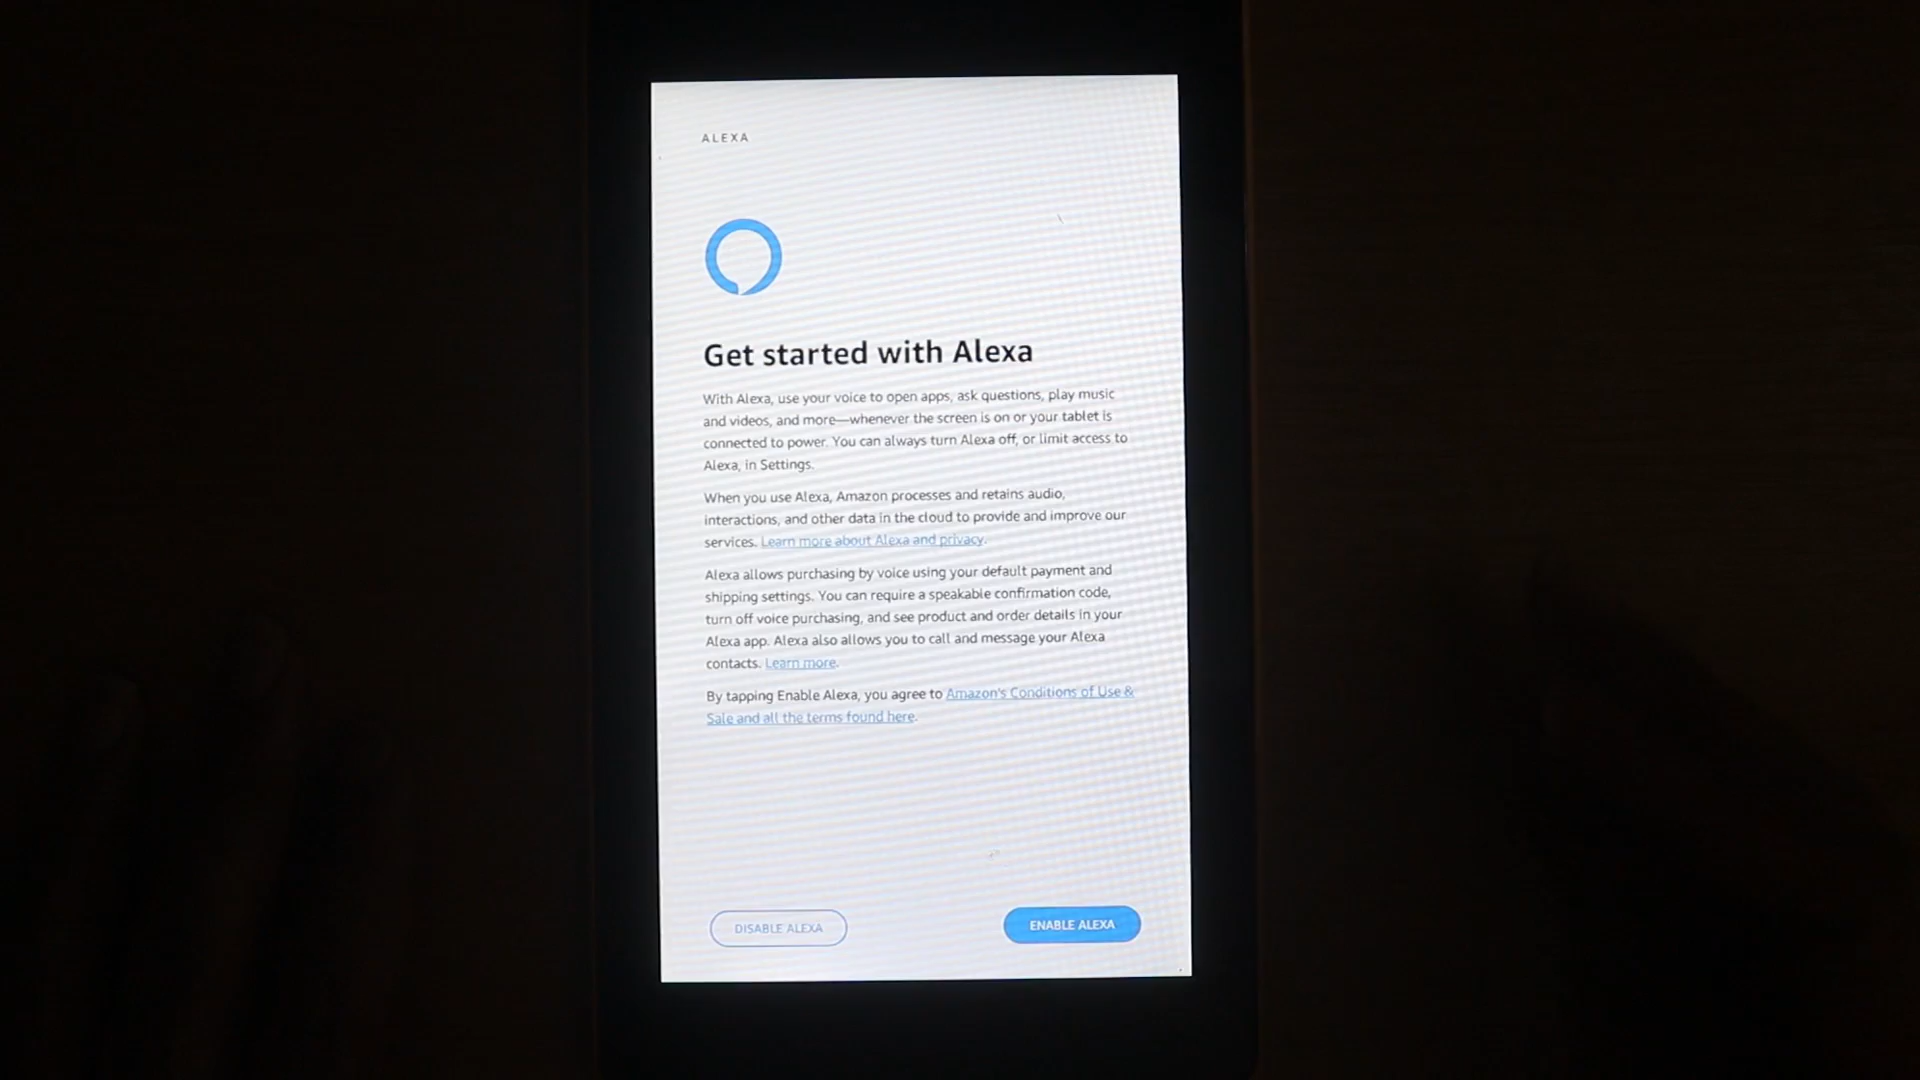 ALEXA
Get started with Alexa
With Alexa, use your voice to open apps, ask questions, play music
and videos, and more—whenever the screen is on or your tablet is
connected to power. You can always turn Alexa off, or limit access to
Alexa, in Settings.
When you use Alexa, Amazon processes and retains audio,
interactions, and other data in the cloud to provide and improve our
services. Learn more about Alexa and privacy.
Alexa allows purchasing by voice using your default payment and
shipping settings. You can require a speakable confirmation code,
turn off voice purchasing, and see product and order details in your
Alexa app. Alexa also allows you to call and message your Alexa
contacts. Learn more.
By tapping Enable Alexa, you agree to Amazon's Conditions of Use &
Sale and all the terms found here.
DISABLE ALEXA
ENABLE ALEXA